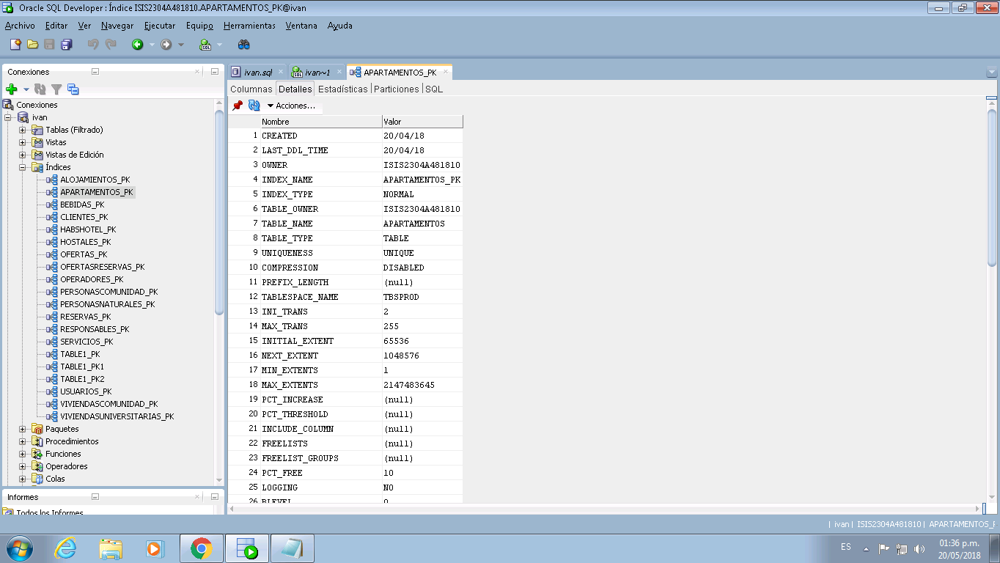 Oracle SQL Developer : Índice ISIS2304A481810.APARTAMENTOS_PK@ivan
Archivo Editar Ver Navegar Ejecutar Equipo Herramientas Ventana Ayuda
Conexiones
Conexiones
ivan
Tablas (Filtrado)
Vistas
Vistas de Edición
Índices
ALOJAMIENTOS_PK
APARTAMENTOS_PK
BEBIDAS_PK
CLIENTES_PK
HABSHOTEL_PK
HOSTALES_PK
OFERTAS_PK
OFERTASRESERVAS_PK
OPERADORES_PK
PERSONASCOMUNIDAD_PK
PERSONASNATURALES_PK
RESERVAS_PK
RESPONSABLES_PK
SERVICIOS_PK
TABLE1_PK
TABLE1_PK1
TABLE1_PK2
USUARIOS_PK
VIVIENDASCOMUNIDAD_PK
VIVIENDASUNIVERSITARIAS_PK
Paquetes
Procedimientos
Funciones
Operadores
Colas
Informes
Todos los Informes
ivan.sql ivan~1 APARTAMENTOS_PK
Columnas Detalles Estadísticas Particiones SQL
Acciones...
Nombre Valor
1 CREATED 20/04/18
2 LAST_DDL_TIME 20/04/18
3 OWNER ISIS2304A481810
4 INDEX_NAME APARTAMENTOS_PK
5 INDEX_TYPE NORMAL
6 TABLE_OWNER ISIS2304A481810
7 TABLE_NAME APARTAMENTOS
8 TABLE_TYPE TABLE
9 UNIQUENESS UNIQUE
10 COMPRESSION DISABLED
11 PREFIX_LENGTH (null)
12 TABLESPACE_NAME TBSPROD
13 INI_TRANS 2
14 MAX_TRANS 255
15 INITIAL_EXTENT 65536
16 NEXT_EXTENT 1048576
17 MIN_EXTENTS 1
18 MAX_EXTENTS 2147483645
19 PCT_INCREASE (null)
20 PCT_THRESHOLD (null)
21 INCLUDE_COLUMN (null)
22 FREELISTS (null)
23 FREELIST_GROUPS (null)
24 PCT_FREE 10
25 LOGGING NO
26 BLEVEL 0
| ivan | ISIS2304A481810 | APARTAMENTOS_F
ES
01:36 p.m.
20/05/2018